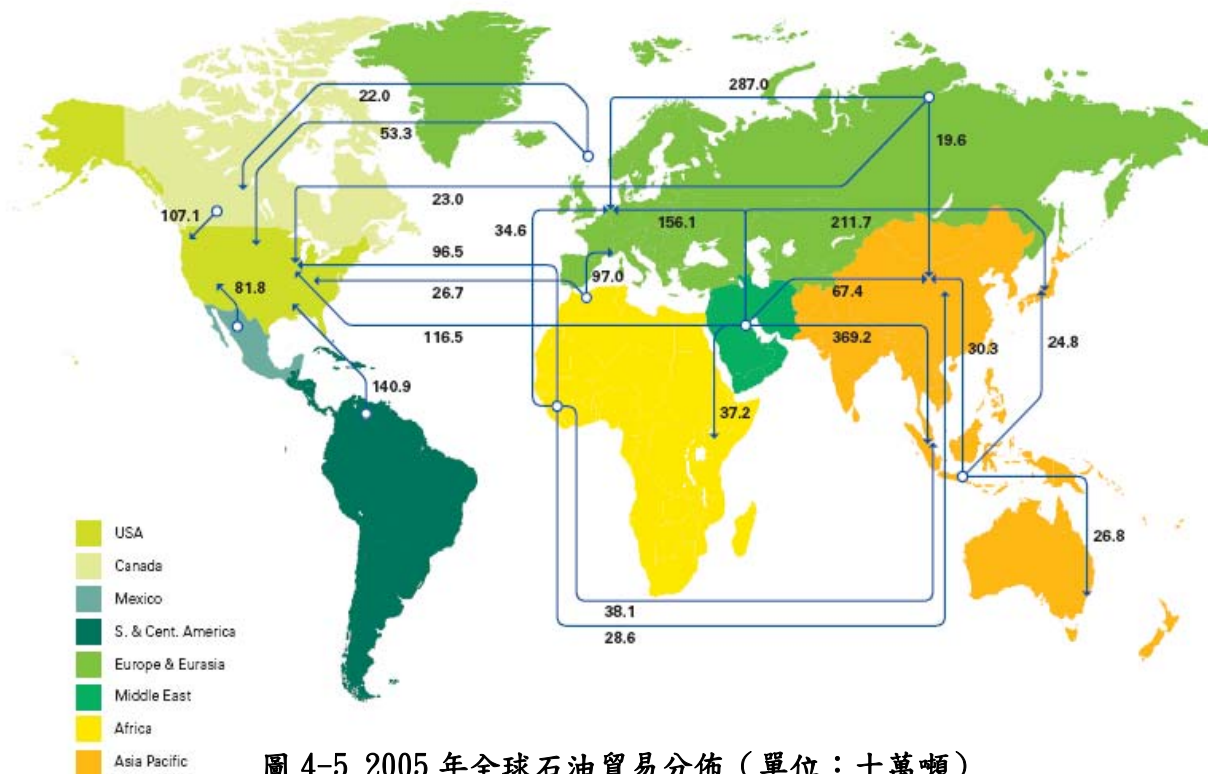 22.0
287.0
53.3
19.6
23.0
107.1
34.6
156.1
211.7
96.5
97.0
81.8
26.7
67.4
116.5
369.2
30.3
24.8
140.9
37.2
26.8
38.1
28.6
USA
Canada
Mexico
S. & Cent. America
Europe & Eurasia
Middle East
Africa
Asia Pacific
圖 4-5 2005 年全球石油貿易分佈（單位：十萬噸）